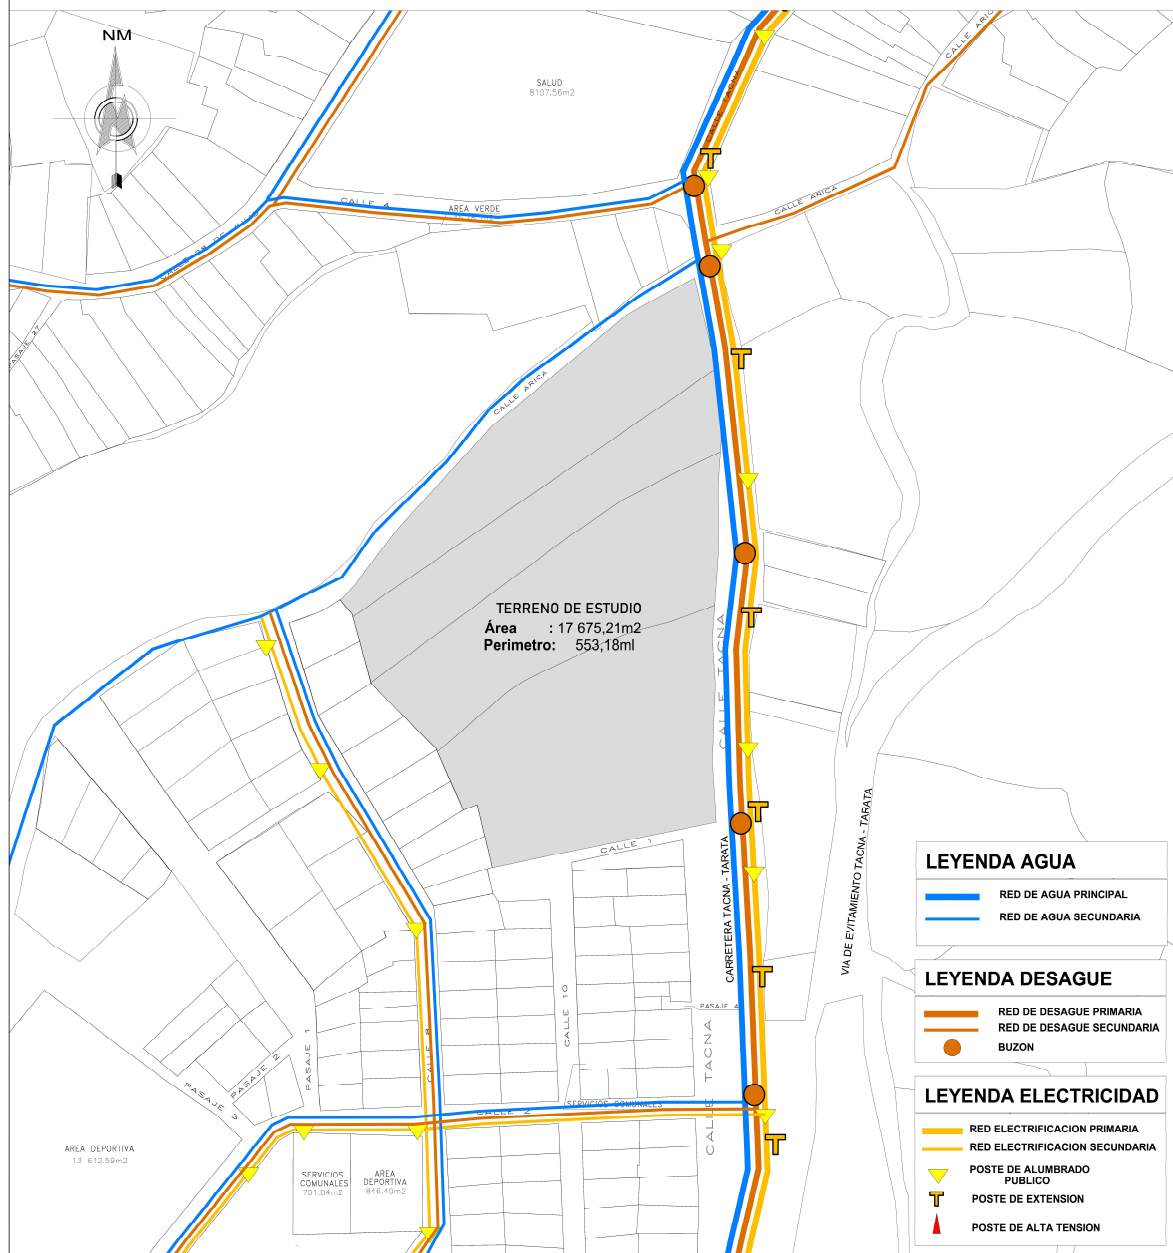 NM
SALUD
8107.56m2
CALLE TACNA
CALLE ARICA
CALLE 4
AREA VERDE
CALLE ARICA
CALLE 28 DE
PASAJE 27
CALLE ARICA
TERRENO DE ESTUDIO
Área : 17 675,21m2
Perimetro: 553,18ml
CALLE TACNA
CALLE 1
CARRETERA TACNA - TARATA
VIA DE EVITAMIENTO TACNA - TARATA
CALLE 10
PASAJE 4
CALLE TACNA
PASAJE 1
PASAJE 2
PASAJE 3
CALLE 8
CALLE 2
SERVICIOS COMUNALES
AREA DEPORTIVA
13 612.59m2
SERVICIOS
COMUNALES
701.04m2
AREA
DEPORTIVA
846.40m2
LEYENDA AGUA
RED DE AGUA PRINCIPAL
RED DE AGUA SECUNDARIA
LEYENDA DESAGUE
RED DE DESAGUE PRIMARIA
RED DE DESAGUE SECUNDARIA
BUZON
LEYENDA ELECTRICIDAD
RED ELECTRIFICACION PRIMARIA
RED ELECTRIFICACION SECUNDARIA
POSTE DE ALUMBRADO
PUBLICO
POSTE DE EXTENSION
POSTE DE ALTA TENSION